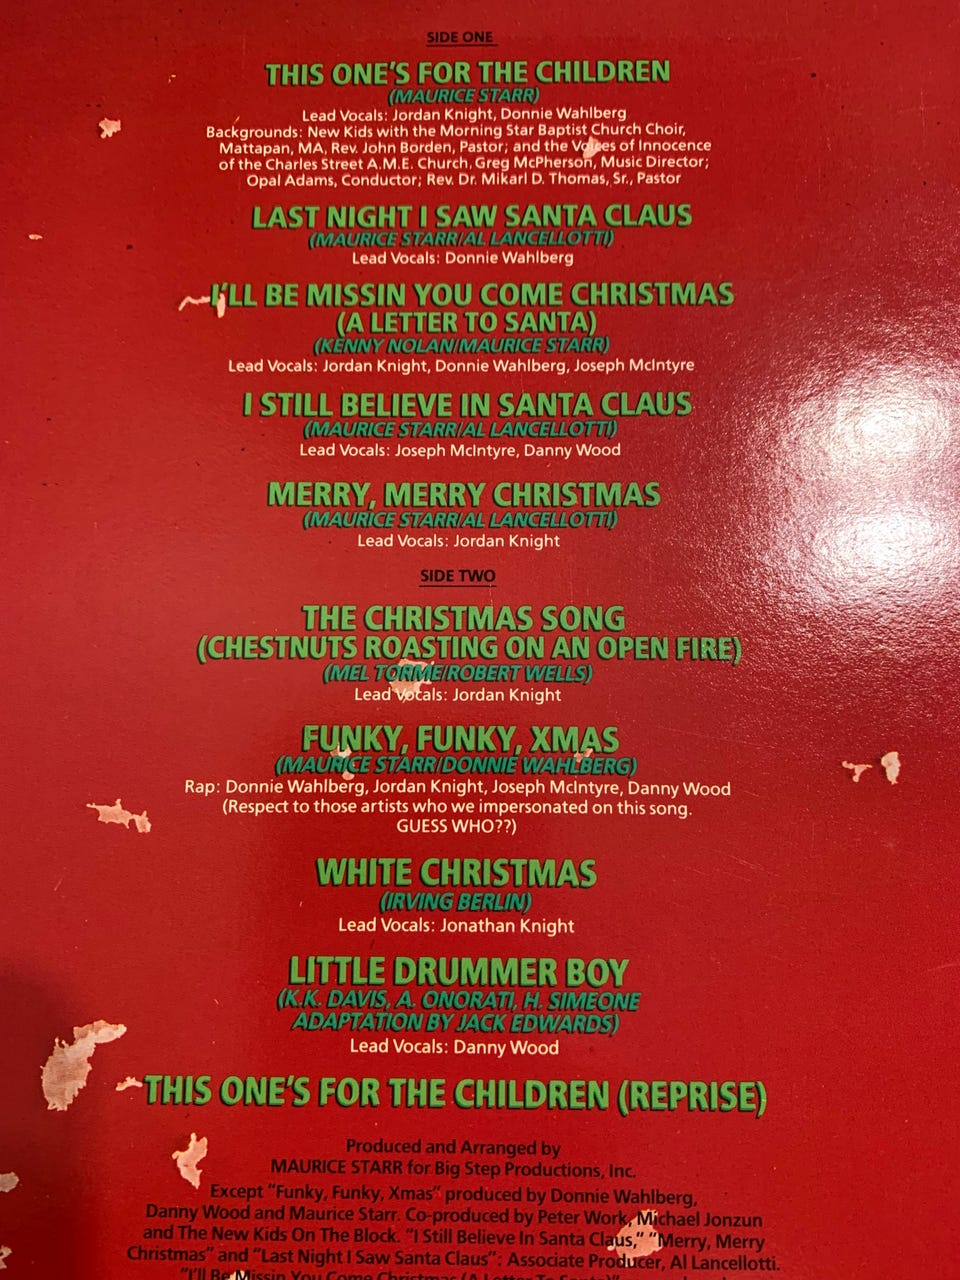 SIDE ONE
THIS ONE'S FOR THE CHILDREN
(MAURICE STARR)
Lead Vocals: Jordan Knight, Donnie Wahlberg
Backgrounds: New Kids with the Morning Star Baptist Church Choir,
Mattapan, MA, Rev. John Borden, Pastor; and the Voices of Innocence
of the Charles Street A.M.E. Church, Greg McPherson, Music Director;
Opal Adams, Conductor; Rev. Dr. Mikarl D. Thomas, Sr., Pastor
LAST NIGHT I SAW SANTA CLAUS
(MAURICE STARR/AL LANCELLOTTI)
Lead Vocals: Donnie Wahlberg
I'LL BE MISSIN YOU COME CHRISTMAS
(A LETTER TO SANTA)
(KENNY NOLAN/MAURICE STARR)
Lead Vocals: Jordan Knight, Donnie Wahlberg, Joseph McIntyre
I STILL BELIEVE IN SANTA CLAUS
(MAURICE STARR/AL LANCELLOTTI)
Lead Vocals: Joseph McIntyre, Danny Wood
MERRY, MERRY CHRISTMAS
(MAURICE STARR/AL LANCELLOTTI)
Lead Vocals: Jordan Knight
SIDE TWO
THE CHRISTMAS SONG
(CHESTNUTS ROASTING ON AN OPEN FIRE)
(MEL TORME/ROBERT WELLS)
Lead Vocals: Jordan Knight
FUNKY, FUNKY, XMAS
(MAURICE STARR/DONNIE WAHLBERG)
Rap: Donnie Wahlberg, Jordan Knight, Joseph McIntyre, Danny Wood
(Respect to those artists who we impersonated on this song.
GUESS WHO??)
WHITE CHRISTMAS
(IRVING BERLIN)
Lead Vocals: Jonathan Knight
LITTLE DRUMMER BOY
(K.K. DAVIS, A. ONORATI, H. SIMEONE
ADAPTATION BY JACK EDWARDS)
Lead Vocals: Danny Wood
THIS ONE'S FOR THE CHILDREN (REPRISE)
Produced and Arranged by
MAURICE STARR for Big Step Productions, Inc.
Except "Funky, Funky, Xmas" produced by Donnie Wahlberg,
Danny Wood and Maurice Starr. Co-produced by Peter Work, Michael Jonzun
and The New Kids On The Block. "I Still Believe In Santa Claus," "Merry, Merry
Christmas" and "Last Night I Saw Santa Claus": Associate Producer, Al Lancellotti.
"I'll Be Missin You Come Christmas (A Letter To Santa)"